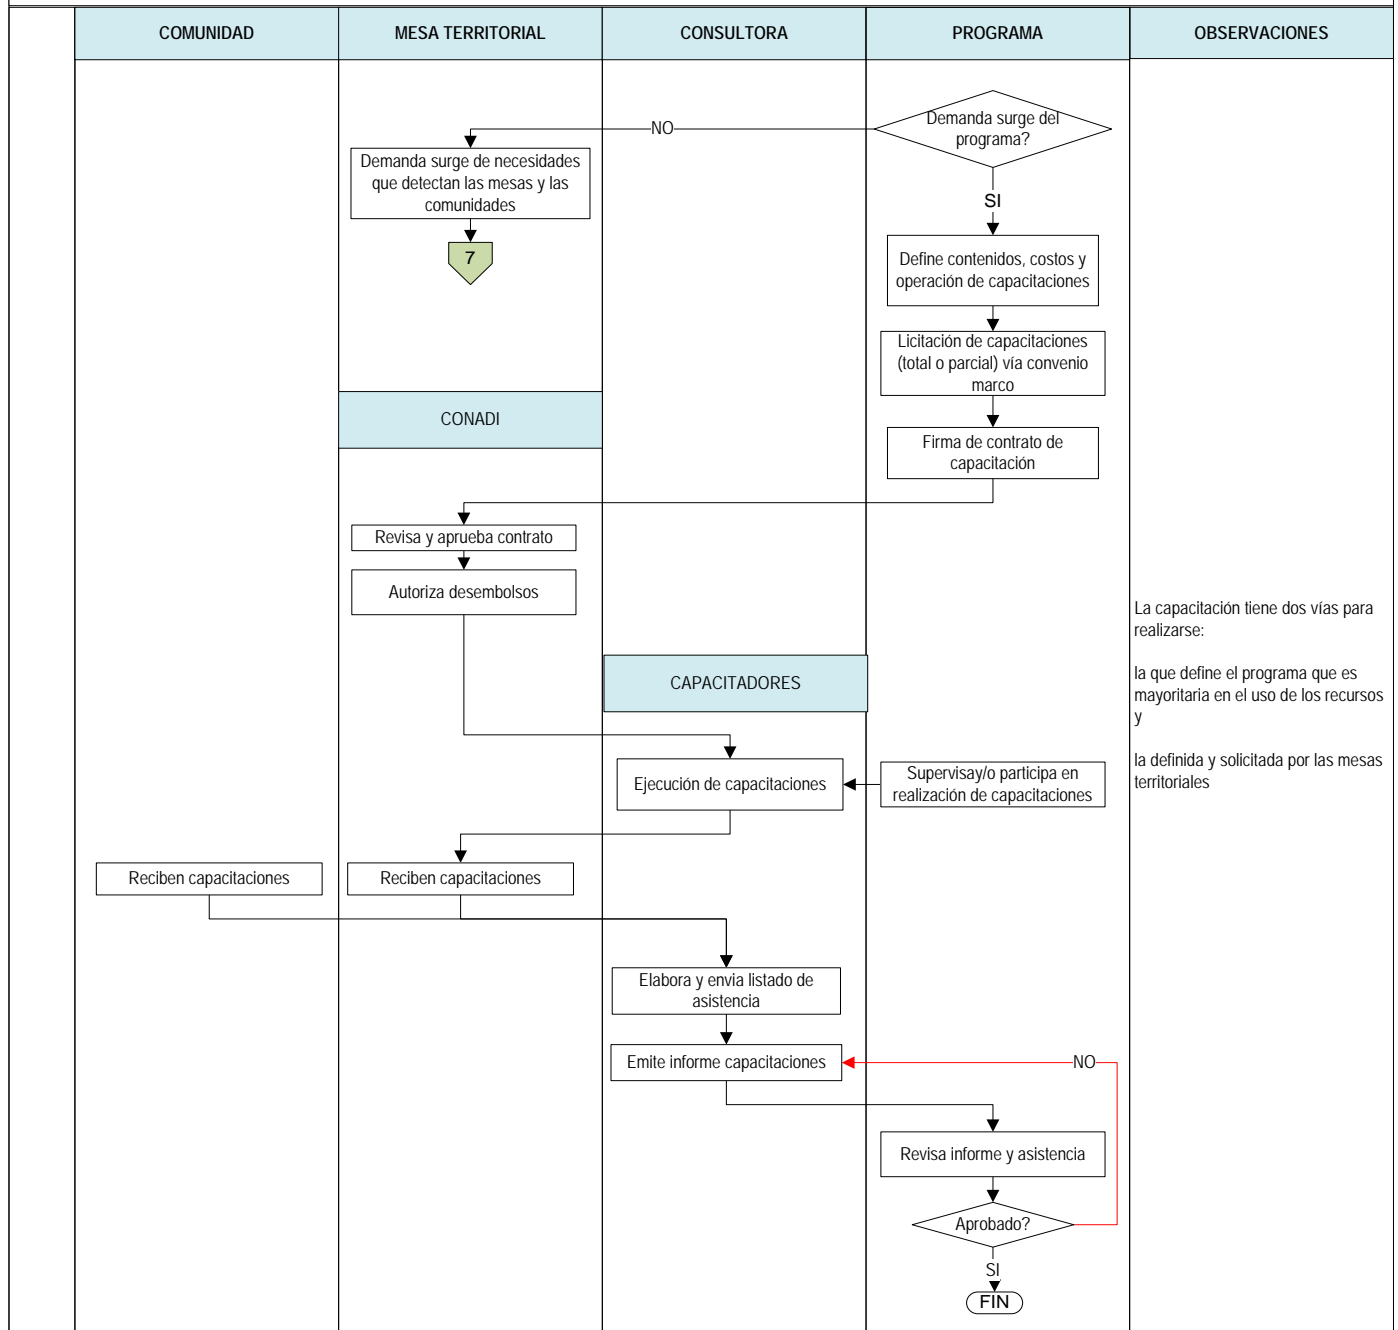 COMUNIDAD
MESA TERRITORIAL
CONSULTORA
PROGRAMA
OBSERVACIONES
Demanda surge del
programa?
NO
Demanda surge de necesidades
que detectan las mesas y las
comunidades
7
SI
Define contenidos, costos y
operación de capacitaciones
Licitación de capacitaciones
(total o parcial) vía convenio
marco
CONADI
Firma de contrato de
capacitación
Revisa y aprueba contrato
Autoriza desembolsos
La capacitación tiene dos vías para
realizarse:
la que define el programa que es
mayoritaria en el uso de los recursos
y
la definida y solicitada por las mesas
territoriales
CAPACITADORES
Ejecución de capacitaciones
Supervisay/o participa en
realización de capacitaciones
Reciben capacitaciones
Reciben capacitaciones
Elabora y envia listado de
asistencia
Emite informe capacitaciones
NO
Revisa informe y asistencia
Aprobado?
SI
FIN